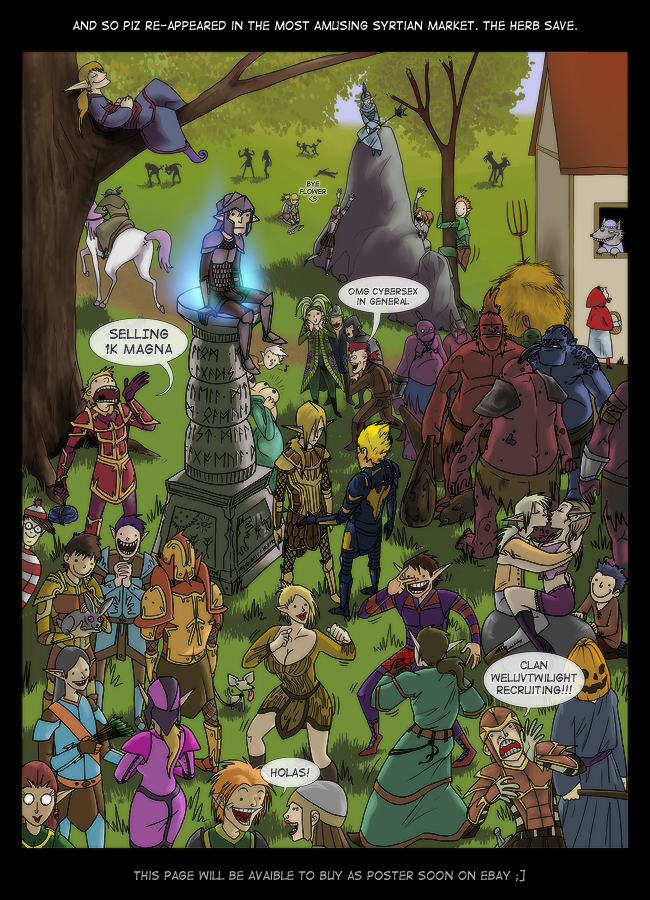 AND SO PIZ RE-APPEARED IN THE MOST AMUSING SYRTIAN MARKET. THE HERB SAVE.
BYE
FLOWER
<3
OMG CYBERSEX
IN GENERAL
SELLING
1K MAGNA
CLAN
WELUVTWILIGHT
RECRUITING!!!
HOLAS!
THIS PAGE WILL BE AVAIBLE TO BUY AS POSTER SOON ON EBAY ;]